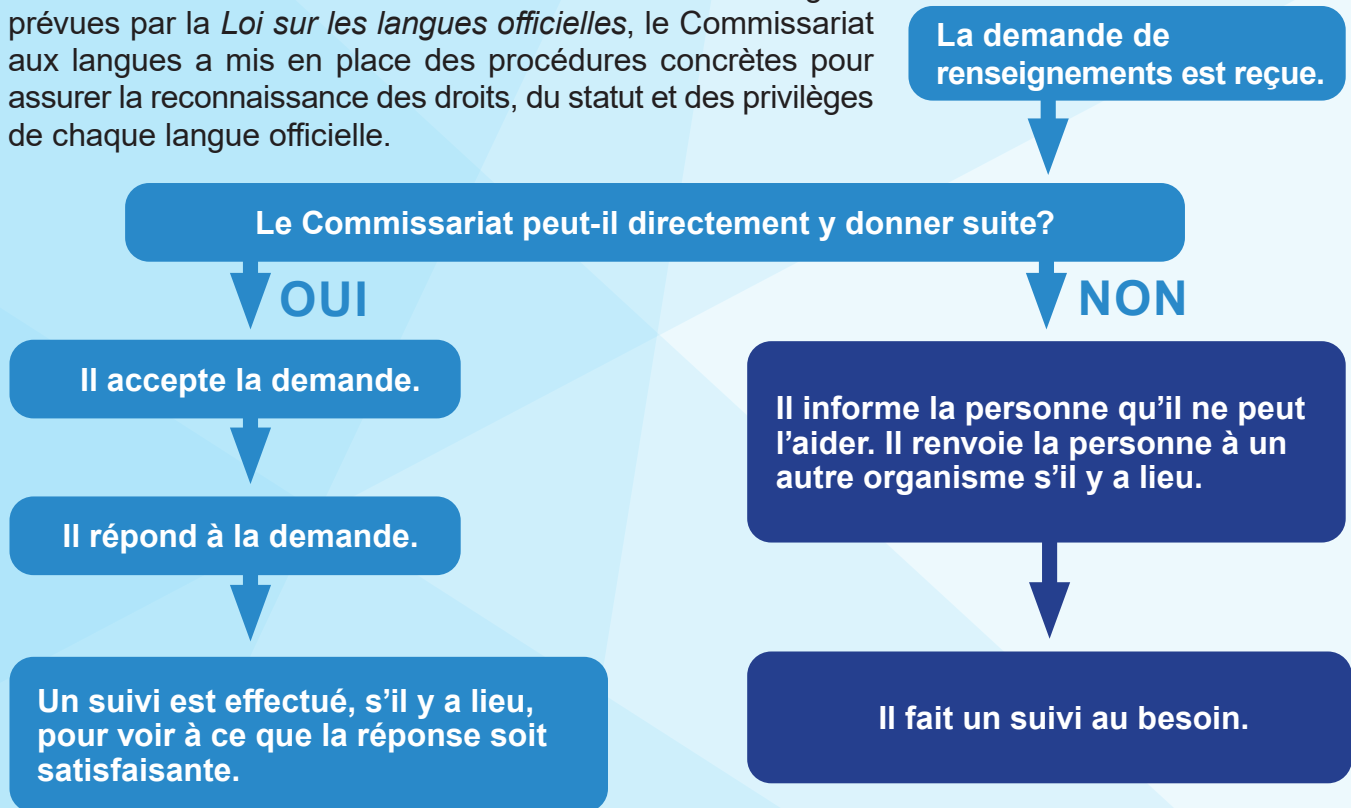 prévues par la Loi sur les langues officielles, le Commissariat
aux langues a mis en place des procédures concrètes pour
assurer la reconnaissance des droits, du statut et des privilèges
de chaque langue officielle.
La demande de
renseignements est reçue.
Le Commissariat peut-il directement y donner suite?
OUI
NON
Il accepte la demande.
Il répond à la demande.
Un suivi est effectué, s’il y a lieu,
pour voir à ce que la réponse soit
satisfaisante.
Il informe la personne qu’il ne peut
l’aider. Il renvoie la personne à un
autre organisme s’il y a lieu.
Il fait un suivi au besoin.